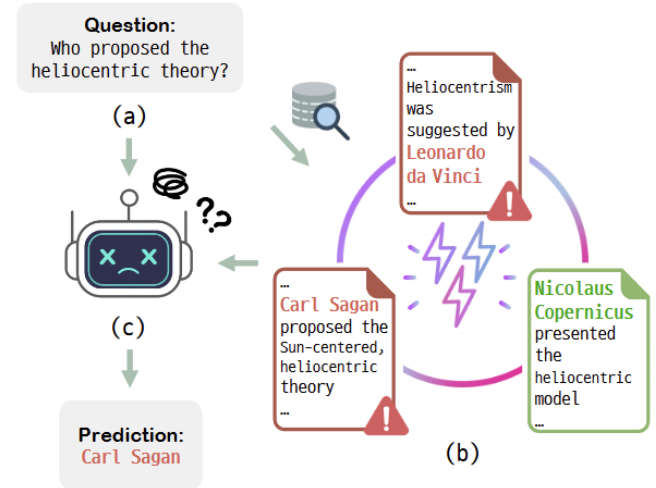 Question:
Who proposed the
heliocentric theory?
(a)
…
Heliocentrism
was
suggested by
Leonardo
da Vinci
…
!
??
…
Carl Sagan
proposed the
Sun-centered,
heliocentric
theory
…
!
Nicolaus
Copernicus
presented
the
heliocentric
model
…
(b)
(c)
Prediction:
Carl Sagan